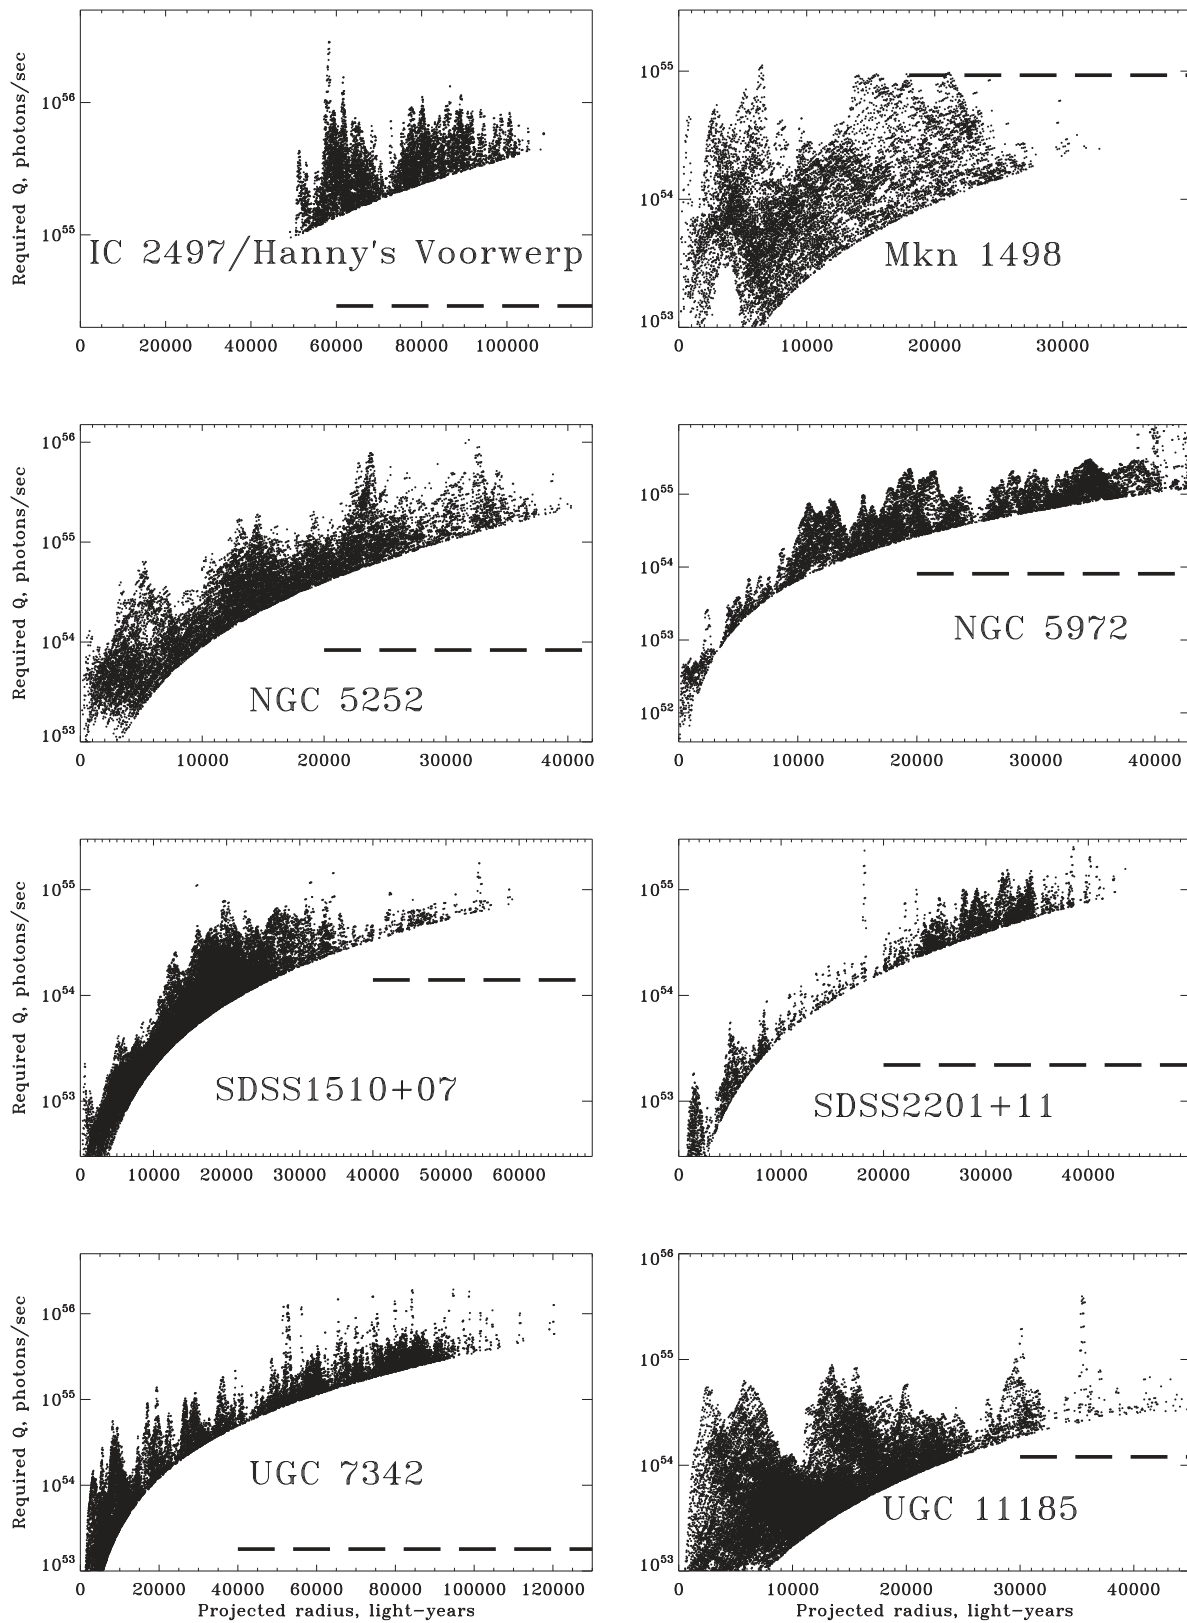 Required Q, photons/sec
10^56
10^55
IC 2497/Hanny's Voorwerp
0 20000 40000 60000 80000 100000
10^55
10^54
10^53
Mkn 1498
0 10000 20000 30000
Required Q, photons/sec
10^56
10^55
10^54
10^53
NGC 5252
0 10000 20000 30000 40000
10^55
10^54
10^53
10^52
NGC 5972
0 10000 20000 30000 40000
Required Q, photons/sec
10^55
10^54
10^53
SDSS1510+07
0 10000 20000 30000 40000 50000 60000
10^55
10^54
10^53
SDSS2201+11
0 10000 20000 30000 40000
Required Q, photons/sec
10^56
10^55
10^54
10^53
UGC 7342
0 20000 40000 60000 80000 100000 120000
Projected radius, light-years
10^56
10^55
10^54
10^53
UGC 11185
0 10000 20000 30000 40000
Projected radius, light-years